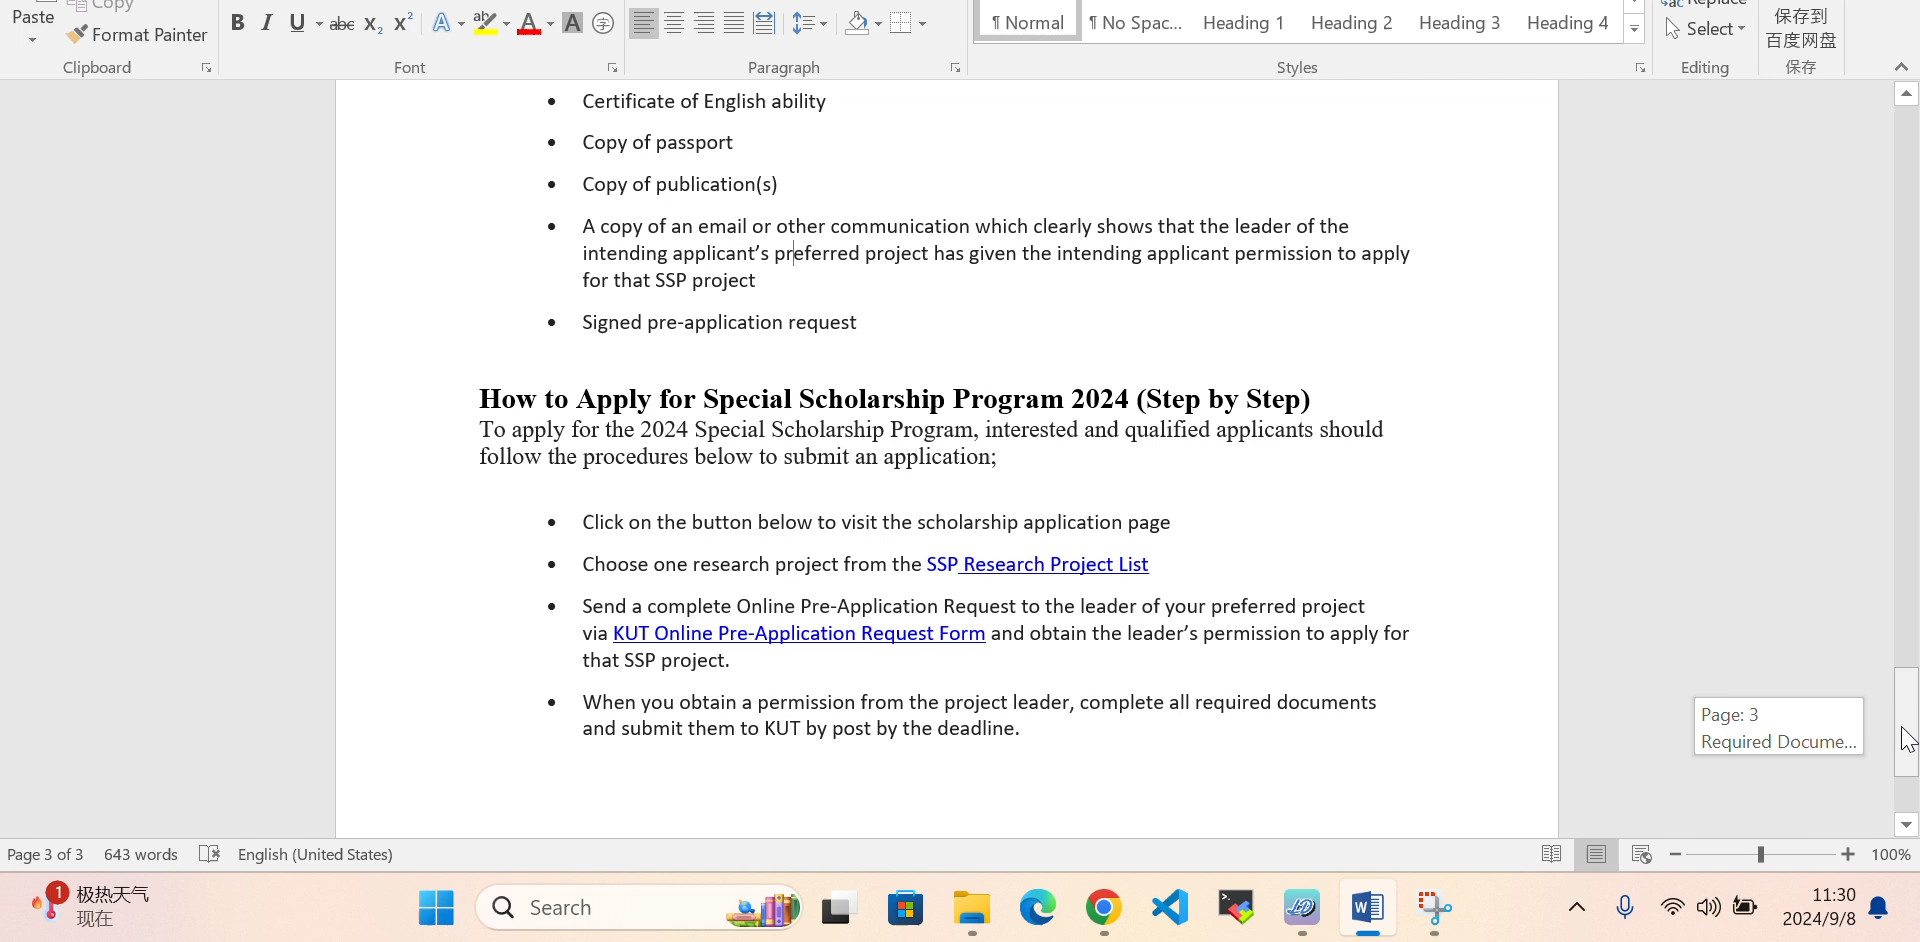 Copy
Replace
Paste
Format Painter
B I U abc X₂ X² A ab A A 字
¶ Normal ¶ No Spac... Heading 1 Heading 2 Heading 3 Heading 4
Select
保存到
百度网盘
Clipboard Font Paragraph Styles Editing 保存
• Certificate of English ability
• Copy of passport
• Copy of publication(s)
• A copy of an email or other communication which clearly shows that the leader of the
intending applicant’s preferred project has given the intending applicant permission to apply
for that SSP project
• Signed pre-application request
How to Apply for Special Scholarship Program 2024 (Step by Step)
To apply for the 2024 Special Scholarship Program, interested and qualified applicants should
follow the procedures below to submit an application;
• Click on the button below to visit the scholarship application page
• Choose one research project from the SSP Research Project List
• Send a complete Online Pre-Application Request to the leader of your preferred project
via KUT Online Pre-Application Request Form and obtain the leader’s permission to apply for
that SSP project.
• When you obtain a permission from the project leader, complete all required documents
and submit them to KUT by post by the deadline.
Page: 3
Required Docume...
Page 3 of 3 643 words English (United States) 100%
1 极热天气
现在
Search
11:30
2024/9/8